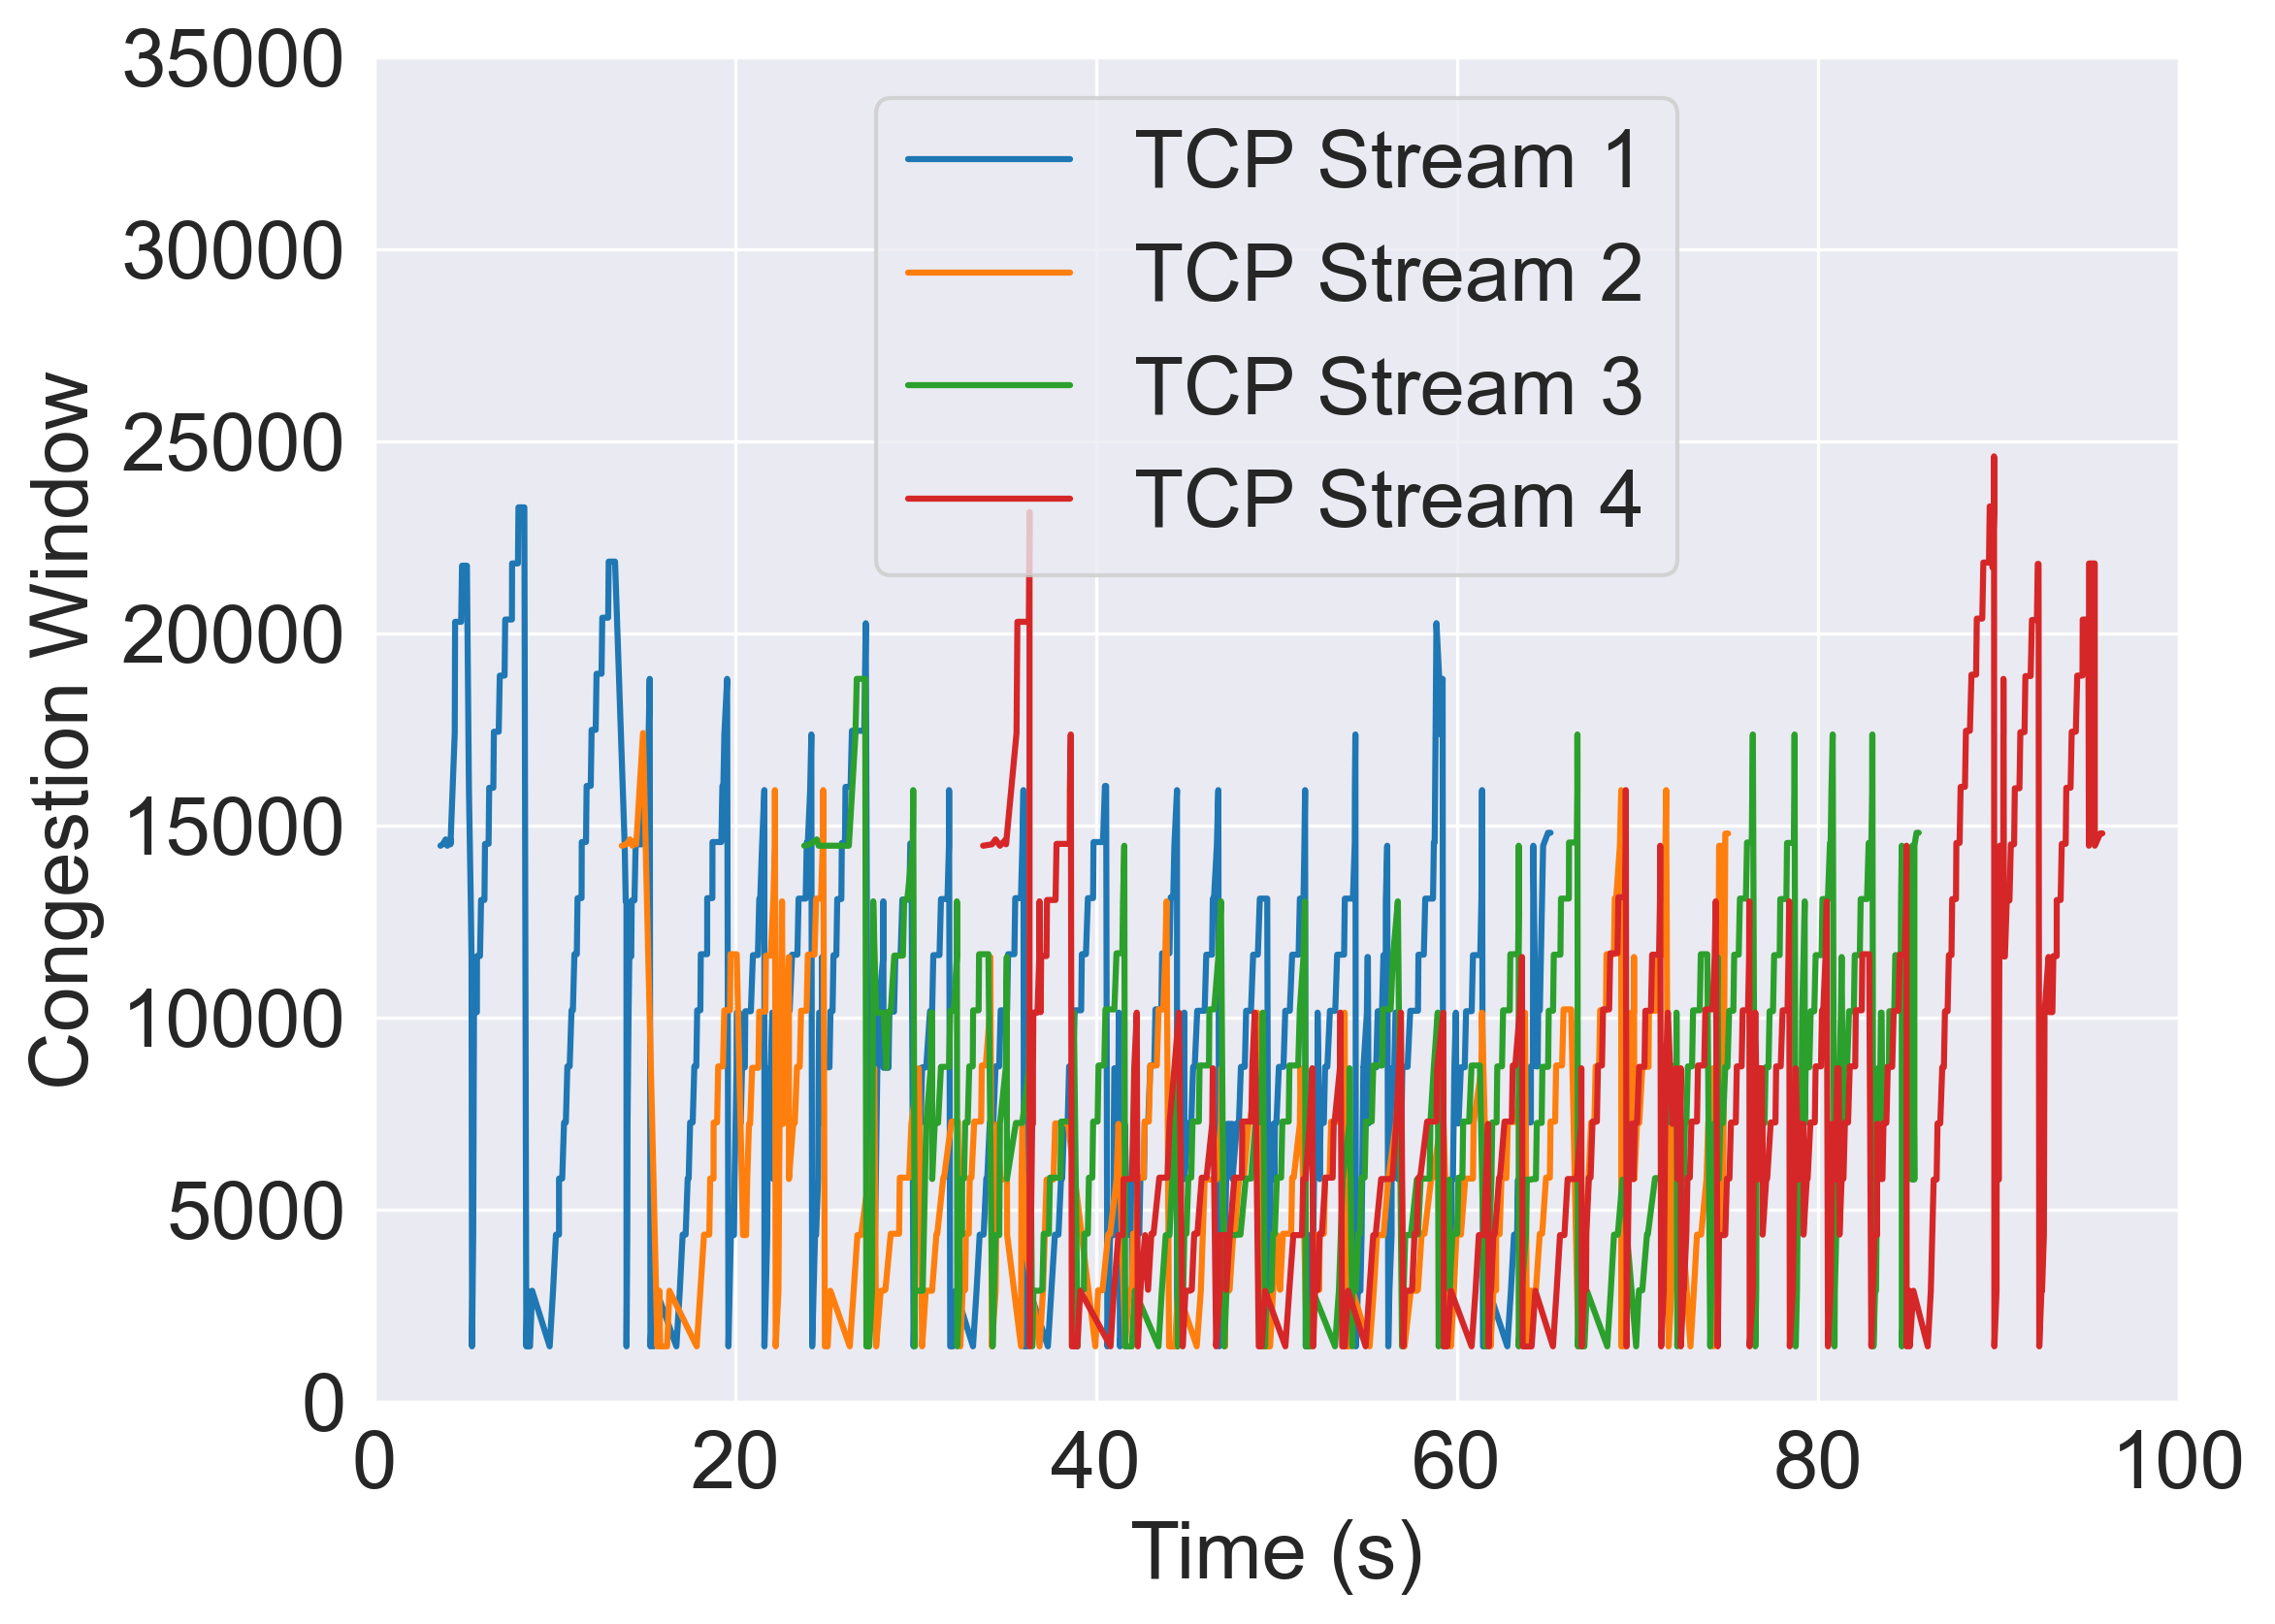 35000
30000
25000
20000
15000
10000
5000
0
Congestion Window
TCP Stream 1
TCP Stream 2
TCP Stream 3
TCP Stream 4
0 20 40 60 80 100
Time (s)